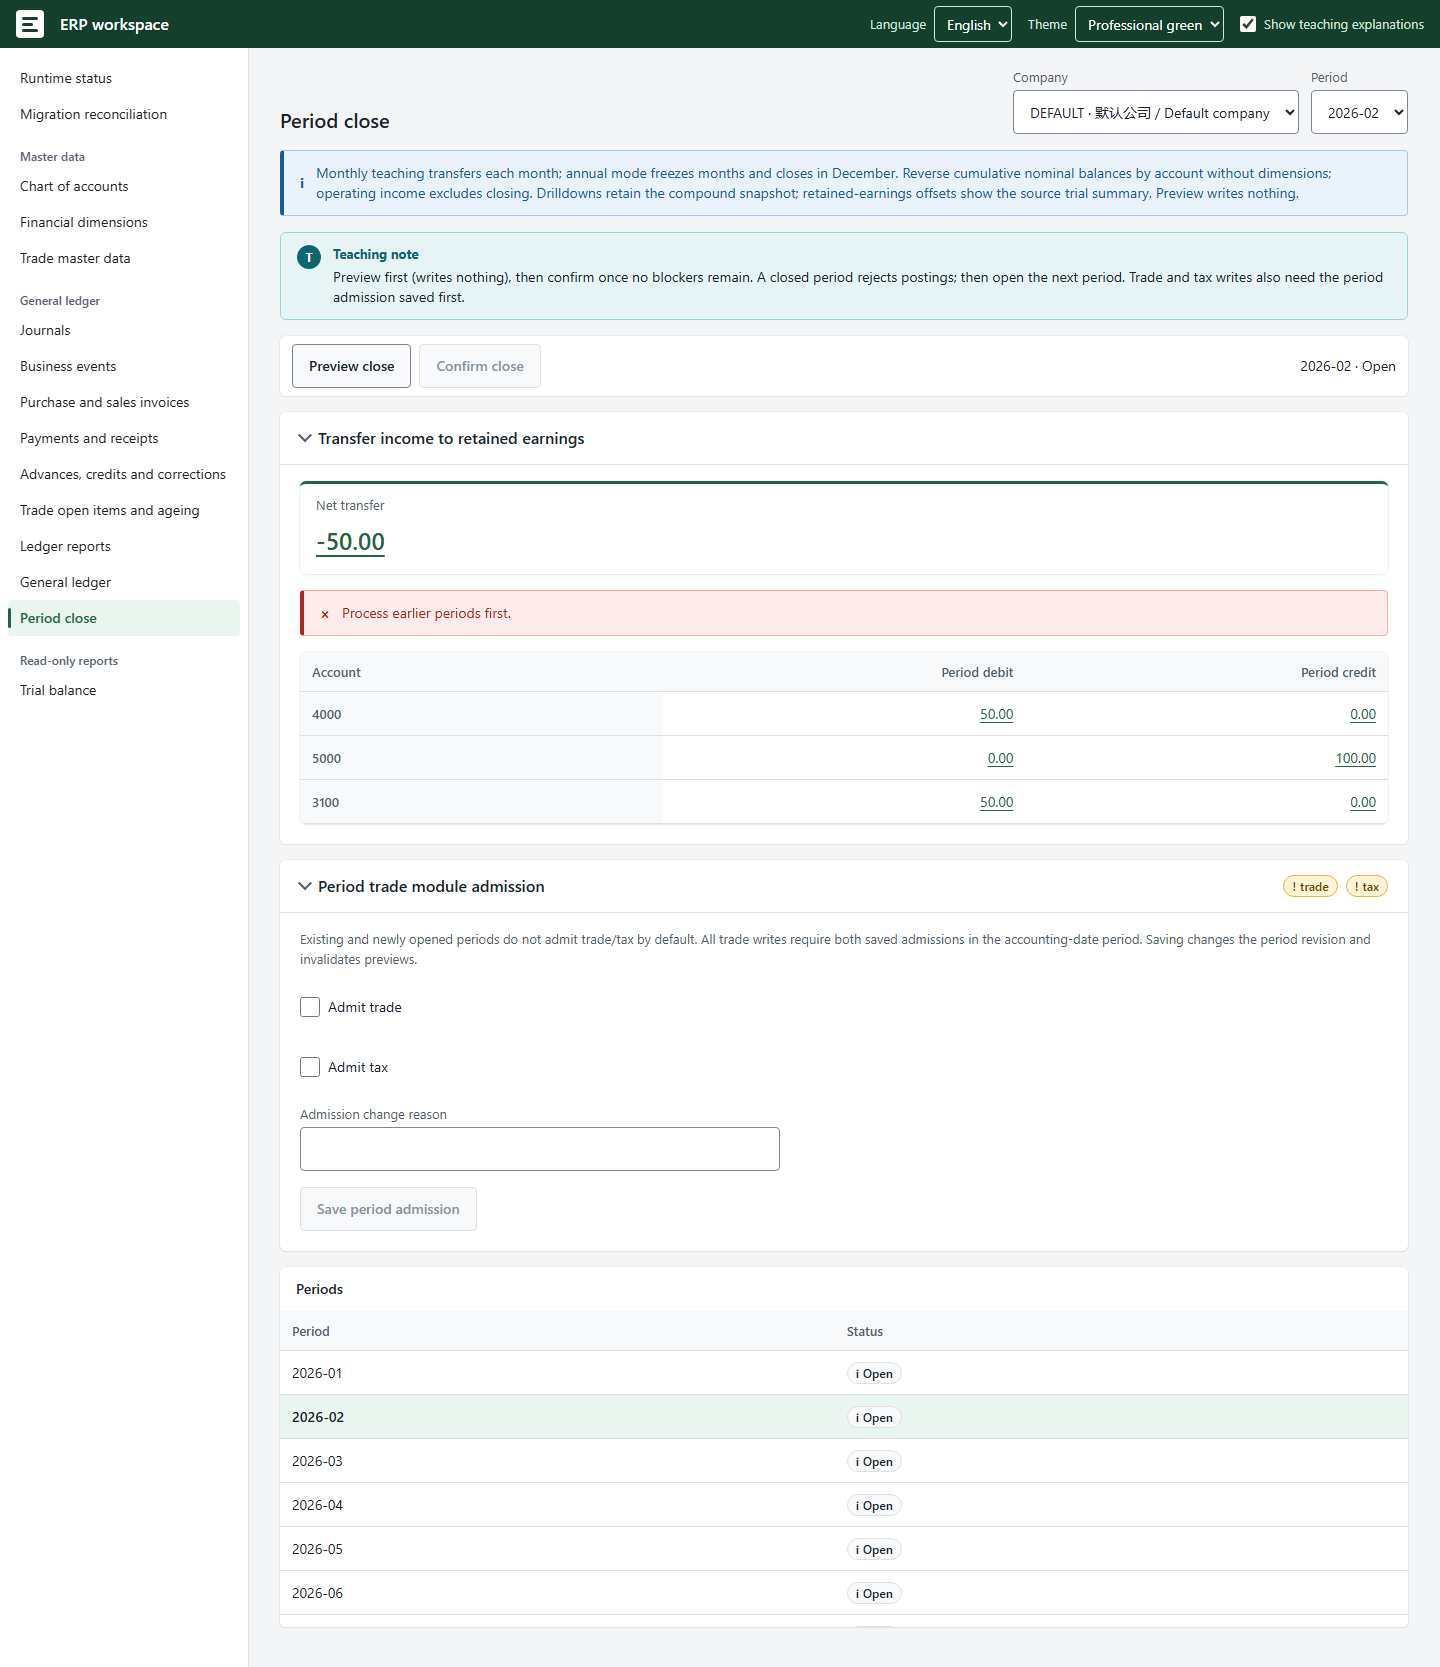 ERP workspace
Language English Theme Professional green Show teaching explanations
Runtime status
Migration reconciliation
Master data
Chart of accounts
Financial dimensions
Trade master data
General ledger
Journals
Business events
Purchase and sales invoices
Payments and receipts
Advances, credits and corrections
Trade open items and ageing
Ledger reports
General ledger
Period close
Read-only reports
Trial balance
Period close
Company
DEFAULT · 默认公司 / Default company
Period
2026-02
i
Monthly teaching transfers each month; annual mode freezes months and closes in December. Reverse cumulative nominal balances by account without dimensions;
operating income excludes closing. Drilldowns retain the compound snapshot; retained-earnings offsets show the source trial summary. Preview writes nothing.
T
Teaching note
Preview first (writes nothing), then confirm once no blockers remain. A closed period rejects postings; then open the next period. Trade and tax writes also need the period
admission saved first.
Preview close
Confirm close
2026-02 · Open
Transfer income to retained earnings
Net transfer
-50.00
× Process earlier periods first.
Account Period debit Period credit
4000 50.00 0.00
5000 0.00 100.00
3100 50.00 0.00
Period trade module admission
! trade
! tax
Existing and newly opened periods do not admit trade/tax by default. All trade writes require both saved admissions in the accounting-date period. Saving changes the period revision and
invalidates previews.
Admit trade
Admit tax
Admission change reason
Save period admission
Periods
Period Status
2026-01 i Open
2026-02 i Open
2026-03 i Open
2026-04 i Open
2026-05 i Open
2026-06 i Open